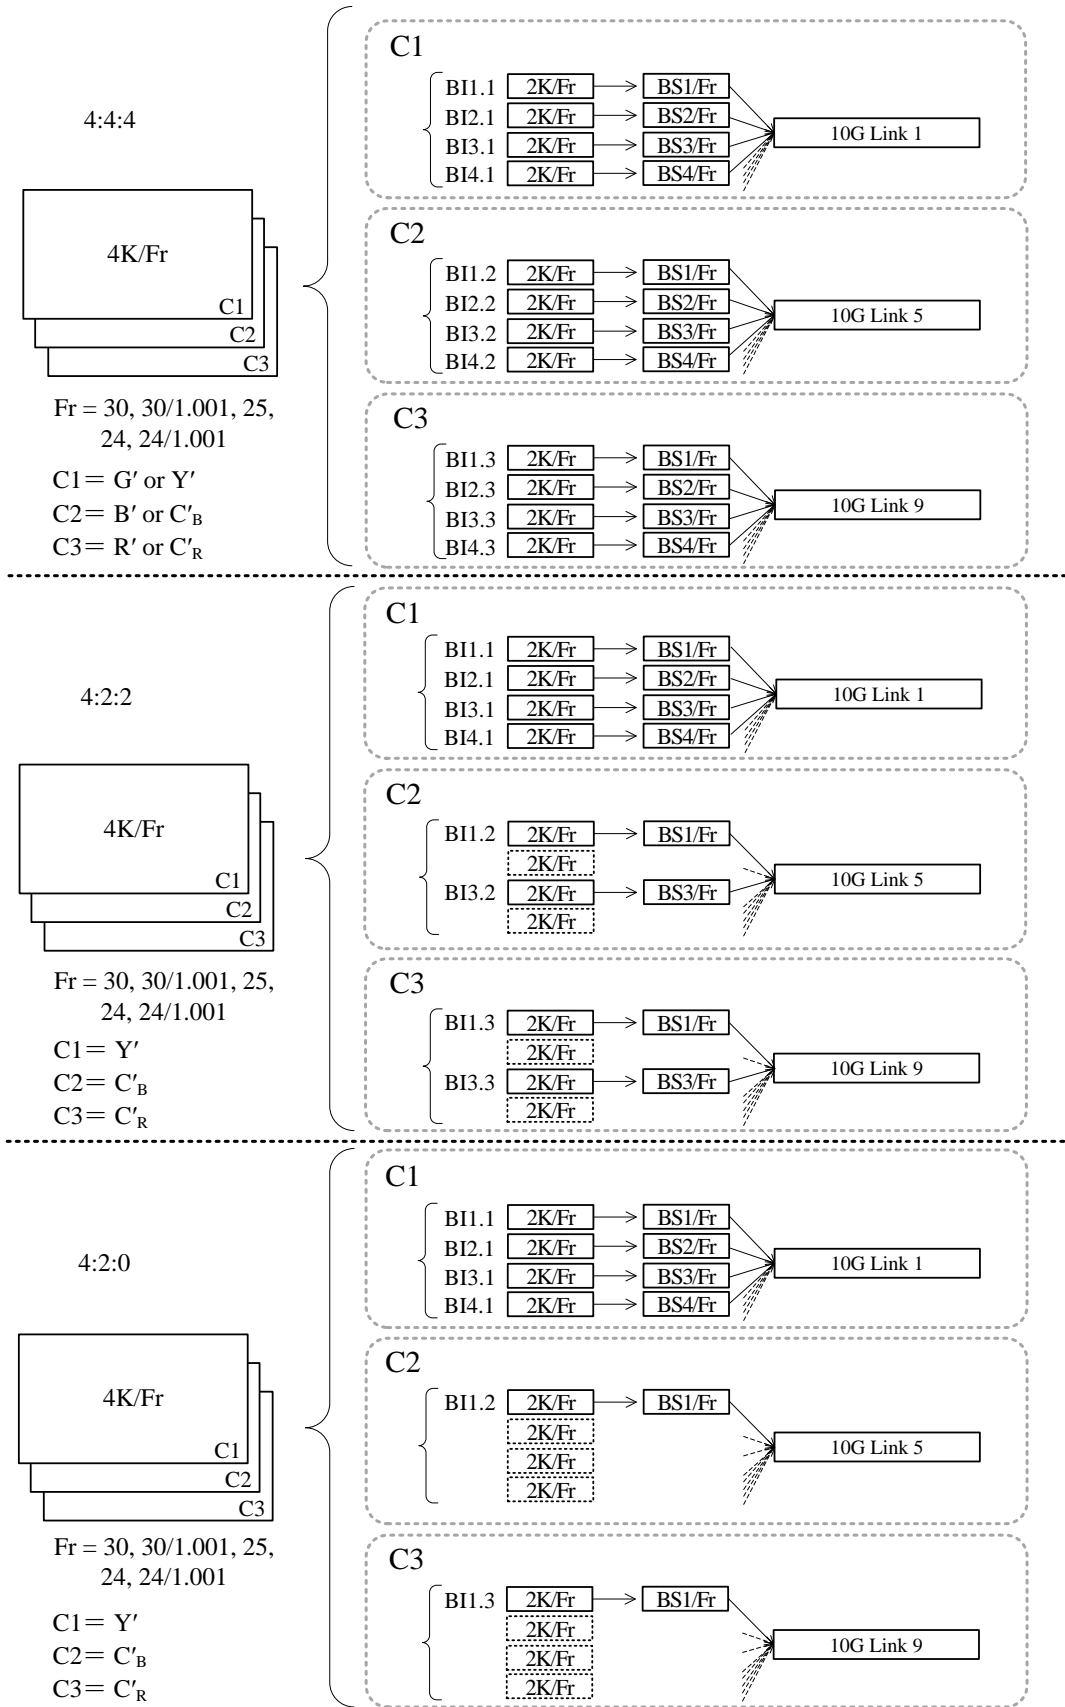 4:4:4
4K/Fr
C1
C2
C3
Fr = 30, 30/1.001, 25,
24, 24/1.001
C1= G′ or Y′
C2= B′ or C′B
C3= R′ or C′R
C1
BI1.1 2K/Fr BS1/Fr
BI2.1 2K/Fr BS2/Fr
BI3.1 2K/Fr BS3/Fr
BI4.1 2K/Fr BS4/Fr
10G Link 1
C2
BI1.2 2K/Fr BS1/Fr
BI2.2 2K/Fr BS2/Fr
BI3.2 2K/Fr BS3/Fr
BI4.2 2K/Fr BS4/Fr
10G Link 5
C3
BI1.3 2K/Fr BS1/Fr
BI2.3 2K/Fr BS2/Fr
BI3.3 2K/Fr BS3/Fr
BI4.3 2K/Fr BS4/Fr
10G Link 9
4:2:2
4K/Fr
C1
C2
C3
Fr = 30, 30/1.001, 25,
24, 24/1.001
C1= Y′
C2= C′B
C3= C′R
C1
BI1.1 2K/Fr BS1/Fr
BI2.1 2K/Fr BS2/Fr
BI3.1 2K/Fr BS3/Fr
BI4.1 2K/Fr BS4/Fr
10G Link 1
C2
BI1.2 2K/Fr BS1/Fr
2K/Fr
BI3.2 2K/Fr BS3/Fr
2K/Fr
10G Link 5
C3
BI1.3 2K/Fr BS1/Fr
2K/Fr
BI3.3 2K/Fr BS3/Fr
2K/Fr
10G Link 9
4:2:0
4K/Fr
C1
C2
C3
Fr = 30, 30/1.001, 25,
24, 24/1.001
C1= Y′
C2= C′B
C3= C′R
C1
BI1.1 2K/Fr BS1/Fr
BI2.1 2K/Fr BS2/Fr
BI3.1 2K/Fr BS3/Fr
BI4.1 2K/Fr BS4/Fr
10G Link 1
C2
BI1.2 2K/Fr BS1/Fr
2K/Fr
2K/Fr
2K/Fr
10G Link 5
C3
BI1.3 2K/Fr BS1/Fr
2K/Fr
2K/Fr
2K/Fr
10G Link 9